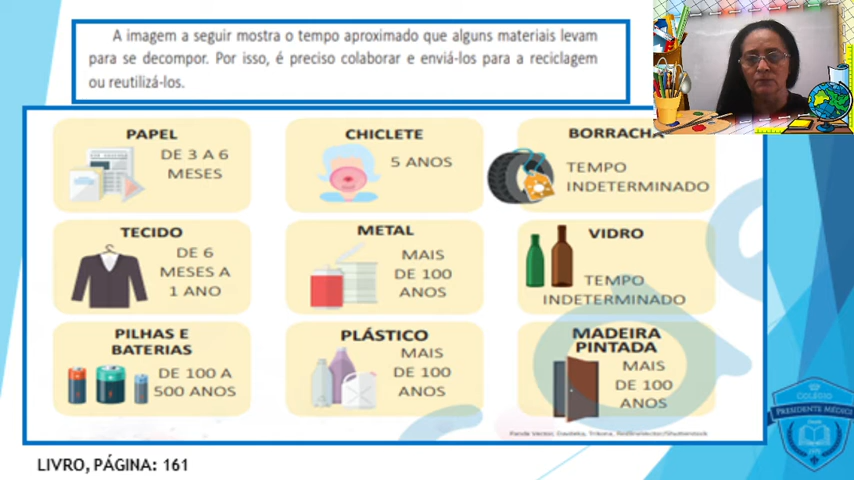 A imagem a seguir mostra o tempo aproximado que alguns materiais levam
para se decompor. Por isso, é preciso colaborar e enviá-los para a reciclagem
ou reutilizá-los.
PAPEL
DE 3 A 6
MESES
CHICLETE
5 ANOS
BORRACHA
TEMPO
INDETERMINADO
TECIDO
DE 6
MESES A
1 ANO
METAL
MAIS
DE 100
ANOS
VIDRO
TEMPO
INDETERMINADO
PILHAS E
BATERIAS
DE 100 A
500 ANOS
PLÁSTICO
MAIS
DE 100
ANOS
MADEIRA
PINTADA
MAIS
DE 100
ANOS
LIVRO, PÁGINA: 161
COLÉGIO
PRESIDENTE MÉDICI